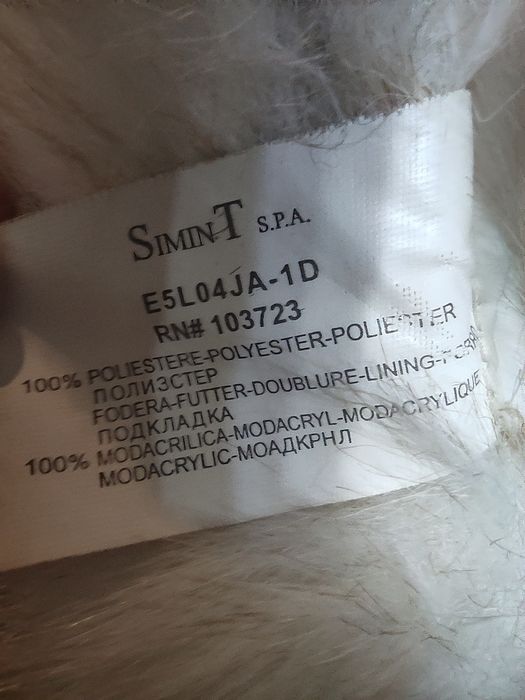 SIMINT S.P.A.
E5L04JA-1D
RN# 103723
100% POLIESTERE-POLYESTER-POLIESTER
ПОЛИЭСТЕР
FODERA-FUTTER-DOUBLURE-LINING-
ПОДКЛАДКА
100% MODACRILICA-MODACRYL-MODACRYLIQUE
MODACRYLIC-МОАДКРНЛ